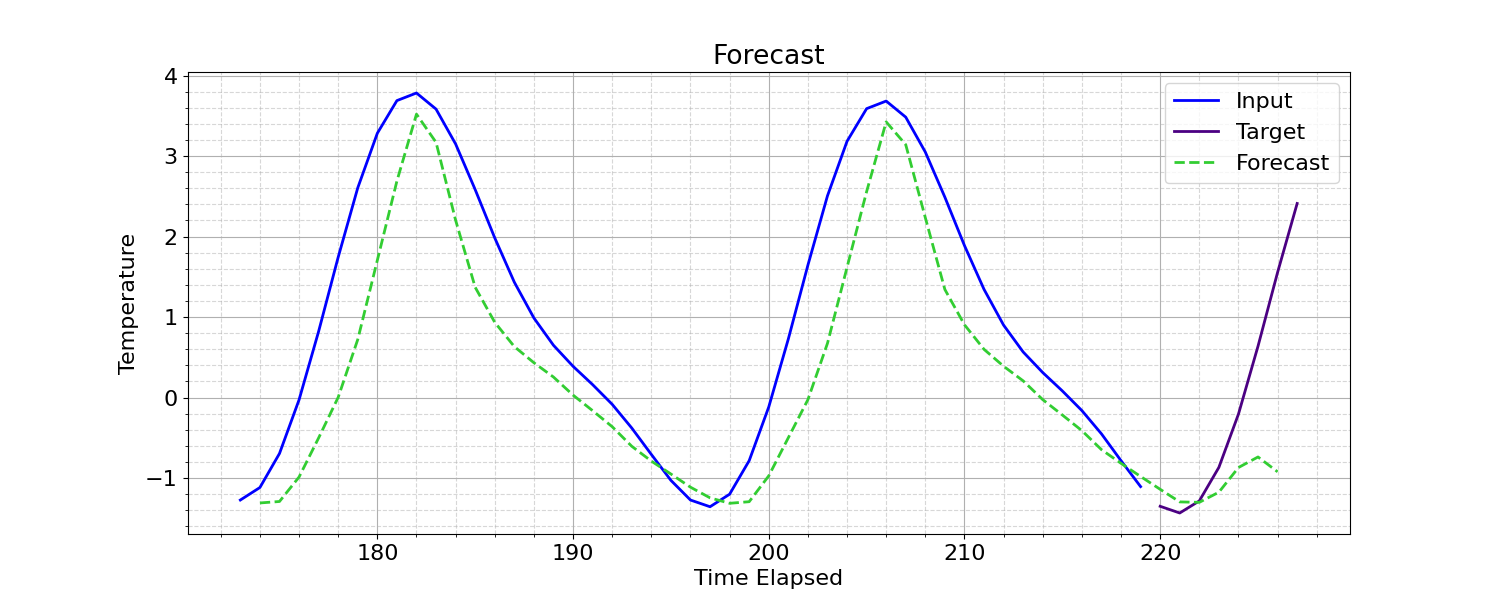 Forecast
4
3
2
1
0
−1
Temperature
180 190 200 210 220
Time Elapsed
Input
Target
Forecast